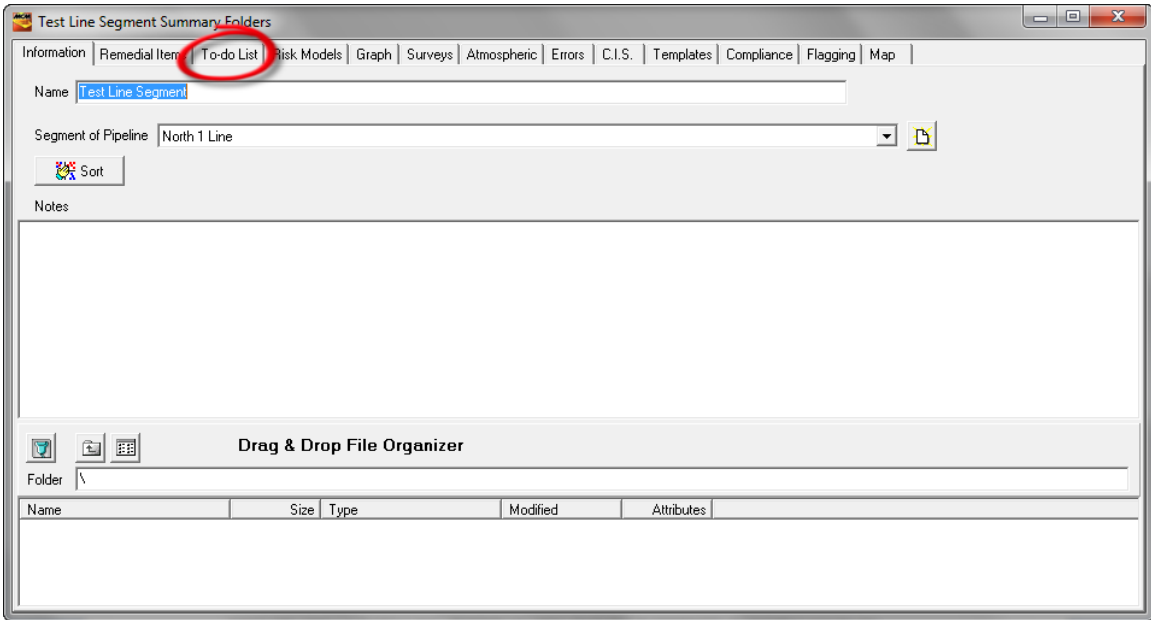 Test Line Segment Summary Folders
Information Remedial Items To-do List Risk Models Graph Surveys Atmospheric Errors C.I.S. Templates Compliance Flagging Map
Name Test Line Segment
Segment of Pipeline North 1 Line
Sort
Notes
Drag & Drop File Organizer
Folder \
Name Size Type Modified Attributes